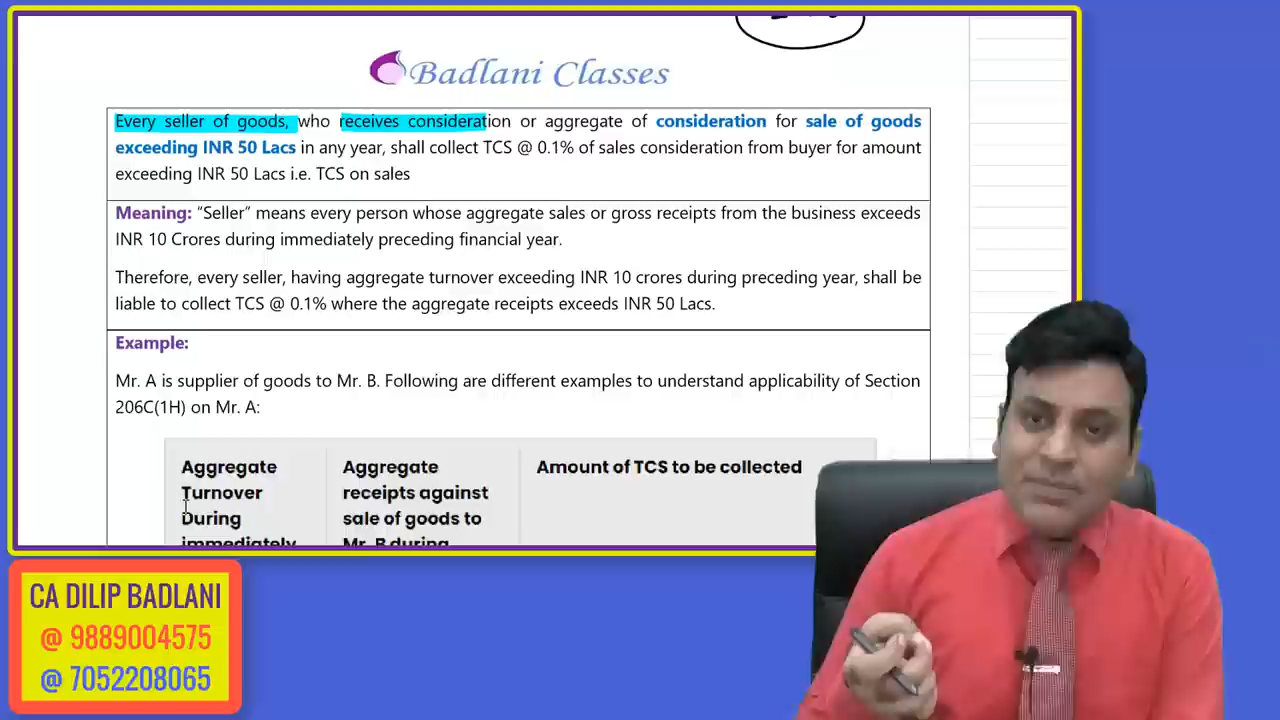 Badlani Classes
Every seller of goods, who receives consideration or aggregate of consideration for sale of goods
exceeding INR 50 Lacs in any year, shall collect TCS @ 0.1% of sales consideration from buyer for amount
exceeding INR 50 Lacs i.e. TCS on sales
Meaning: “Seller” means every person whose aggregate sales or gross receipts from the business exceeds
INR 10 Crores during immediately preceding financial year.
Therefore, every seller, having aggregate turnover exceeding INR 10 crores during preceding year, shall be
liable to collect TCS @ 0.1% where the aggregate receipts exceeds INR 50 Lacs.
Example:
Mr. A is supplier of goods to Mr. B. Following are different examples to understand applicability of Section
206C(1H) on Mr. A:
Aggregate
Turnover
During
immediately
Aggregate
receipts against
sale of goods to
Mr. B during
Amount of TCS to be collected
CA DILIP BADLANI
@ 9889004575
@ 7052208065